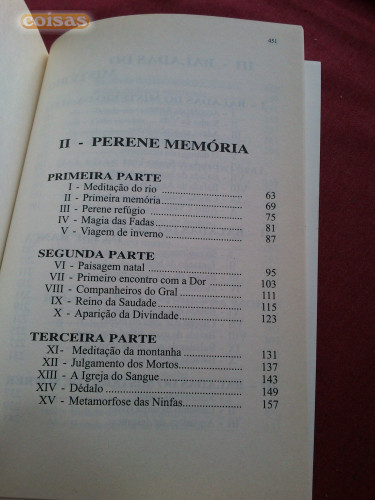 coisas
481
II - PERENE MEMÓRIA
PRIMEIRA PARTE
I - Meditação do rio ................................ 63
II - Primeira memória ................................ 69
III - Perene refúgio ................................ 75
IV - Magia das Fadas ................................ 81
V - Viagem de inverno ................................ 87
SEGUNDA PARTE
VI - Paisagem natal ................................ 95
VII - Primeiro encontro com a Dor ................ 103
VIII - Companheiros do Gral ........................ 111
IX - Reino da Saudade ............................ 115
X - Aparição da Divindade ........................ 123
TERCEIRA PARTE
XI- Meditação da montanha ........................ 131
XII - Julgamento dos Mortos ........................ 137
XIII - A Igreja do Sangue ............................ 143
XIV - Dédalo ........................................ 149
XV - Metamorfose das Ninfas ........................ 157